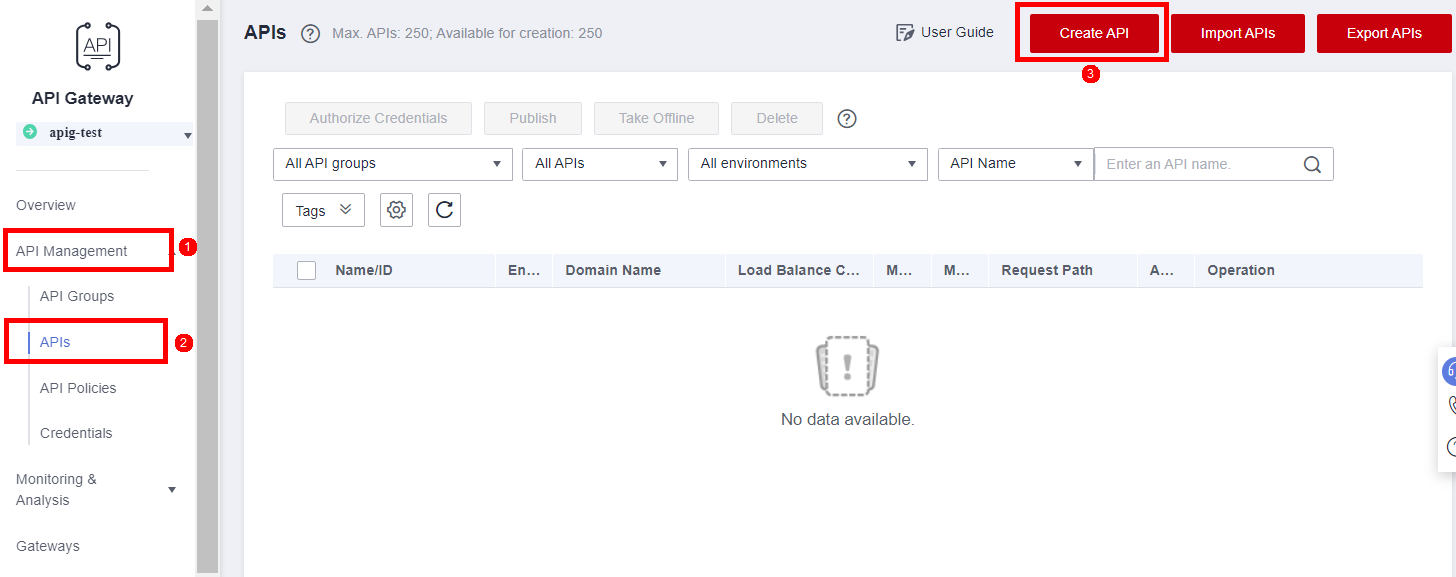 API
API Gateway
apig-test
Overview
API Management
1
API Groups
APIs
2
API Policies
Credentials
Monitoring &
Analysis
Gateways
APIs ? Max. APIs: 250; Available for creation: 250
User Guide
Create API
Import APIs
Export APIs
3
Authorize Credentials
Publish
Take Offline
Delete
?
All API groups
All APIs
All environments
API Name
Enter an API name.
Tags
Name/ID
En...
Domain Name
Load Balance C...
M...
M...
Request Path
A...
Operation
!
No data available.